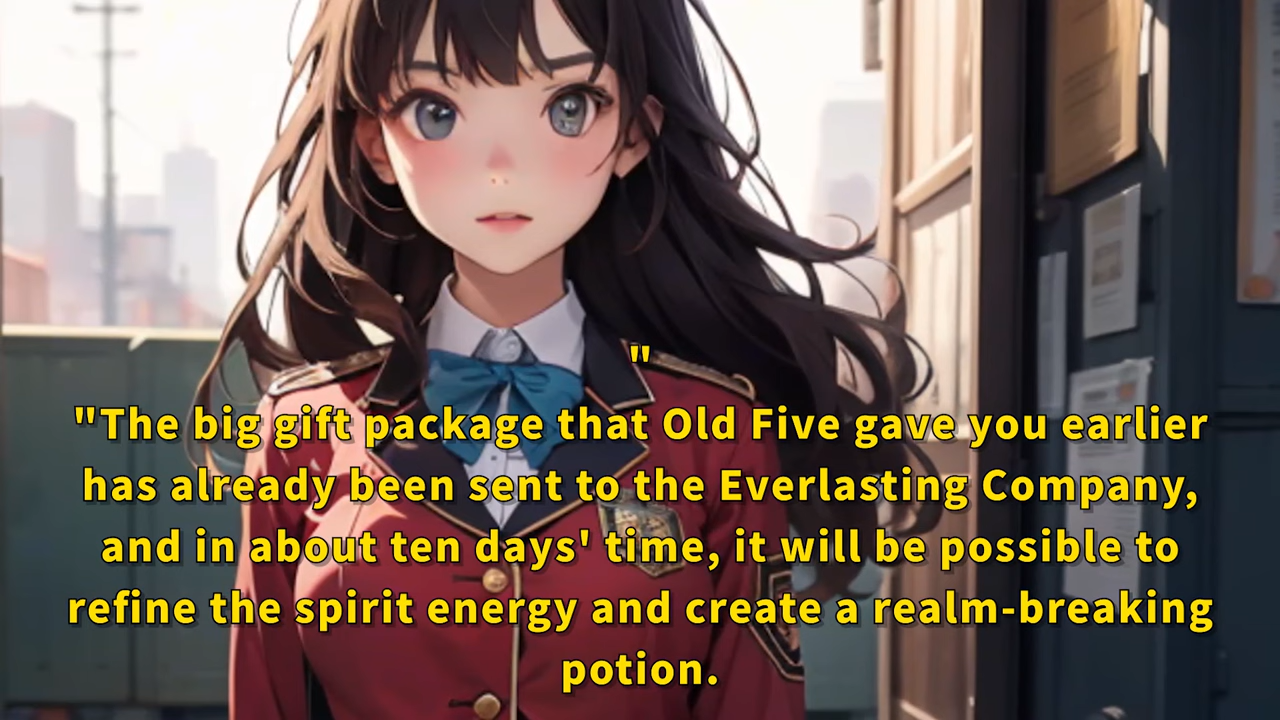 "
"The big gift package that Old Five gave you earlier
has already been sent to the Everlasting Company,
and in about ten days' time, it will be possible to
refine the spirit energy and create a realm-breaking
potion.